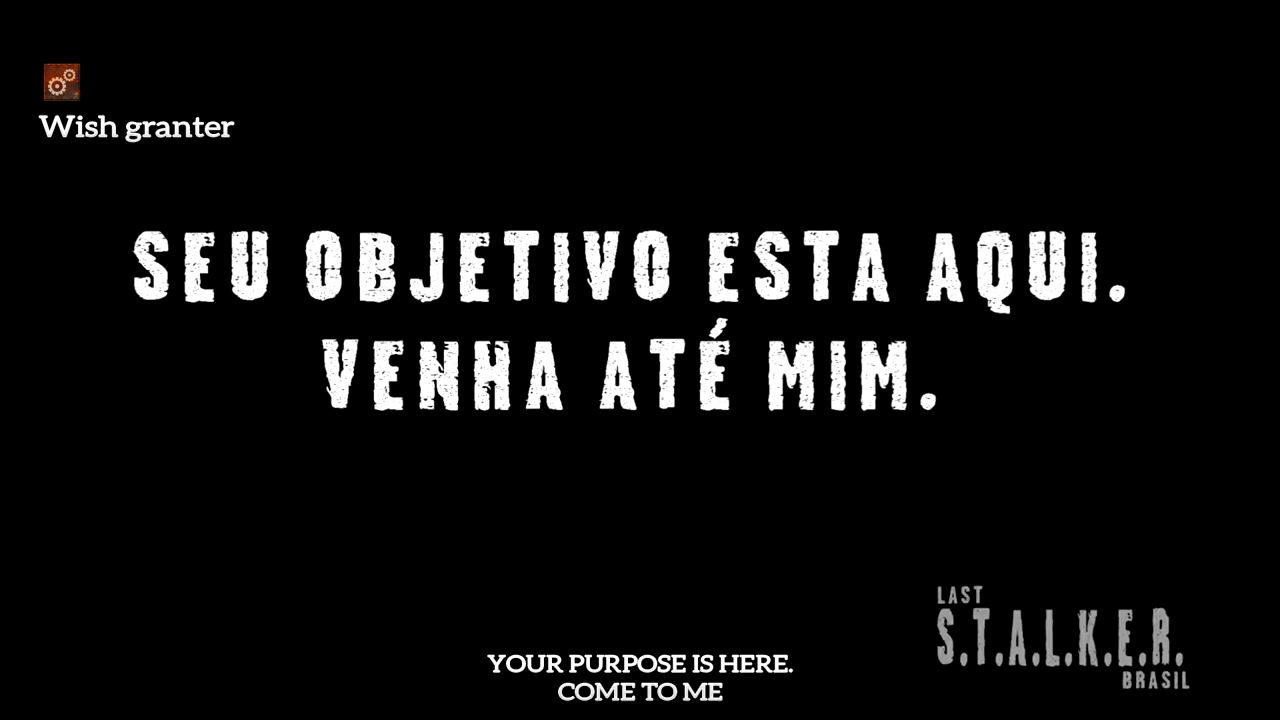 Wish granter
SEU OBJETIVO ESTA AQUI.
VENHA ATÉ MIM.
LAST
S.T.A.L.K.E.R.
BRASIL
YOUR PURPOSE IS HERE.
COME TO ME